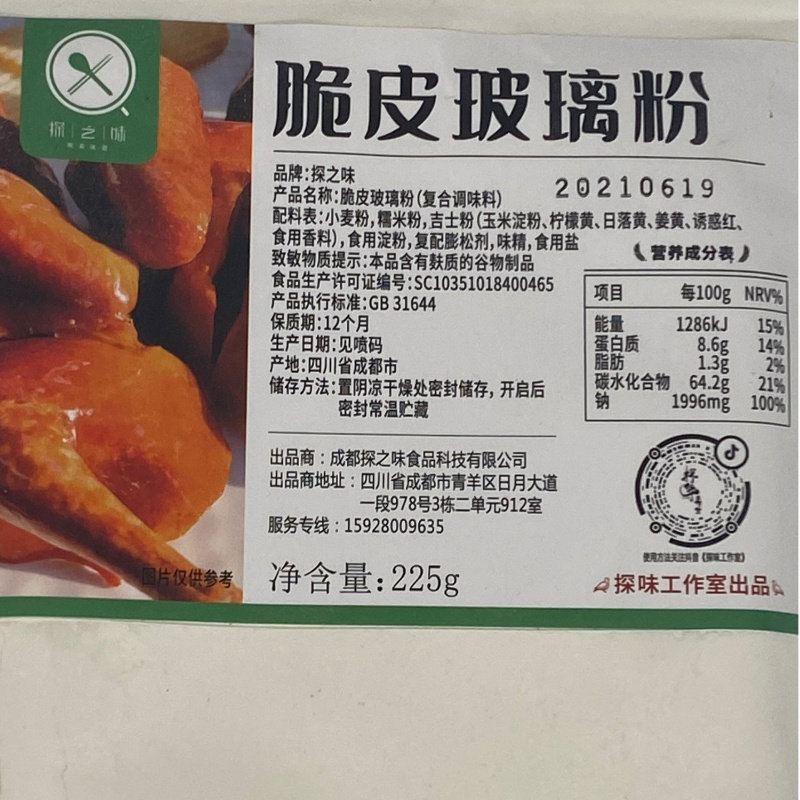 探之味
脆皮玻璃粉
品牌:探之味
20210619
产品名称:脆皮玻璃粉(复合调味料)
配料表:小麦粉,糯米粉,吉士粉(玉米淀粉、柠檬黄、日落黄、姜黄、诱惑红、
食用香料),食用淀粉,复配膨松剂,味精,食用盐
致敏物质提示:本品含有麸质的谷物制品
食品生产许可证编号:SC10351018400465
产品执行标准:GB 31644
保质期:12个月
生产日期:见喷码
产地:四川省成都市
储存方法:置阴凉干燥处密封储存, 开启后
密封常温贮藏
营养成分表
项目 每100g NRV%
能量 1286kJ 15%
蛋白质 8.6g 14%
脂肪 1.3g 2%
碳水化合物 64.2g 21%
钠 1996mg 100%
出品商:成都探之味食品科技有限公司
出品商地址:四川省成都市青羊区日月大道
一段978号3栋二单元912室
服务专线:15928009635
净含量:225g
使用方法关注抖音《探味工作室》
探味工作室出品
图片仅供参考